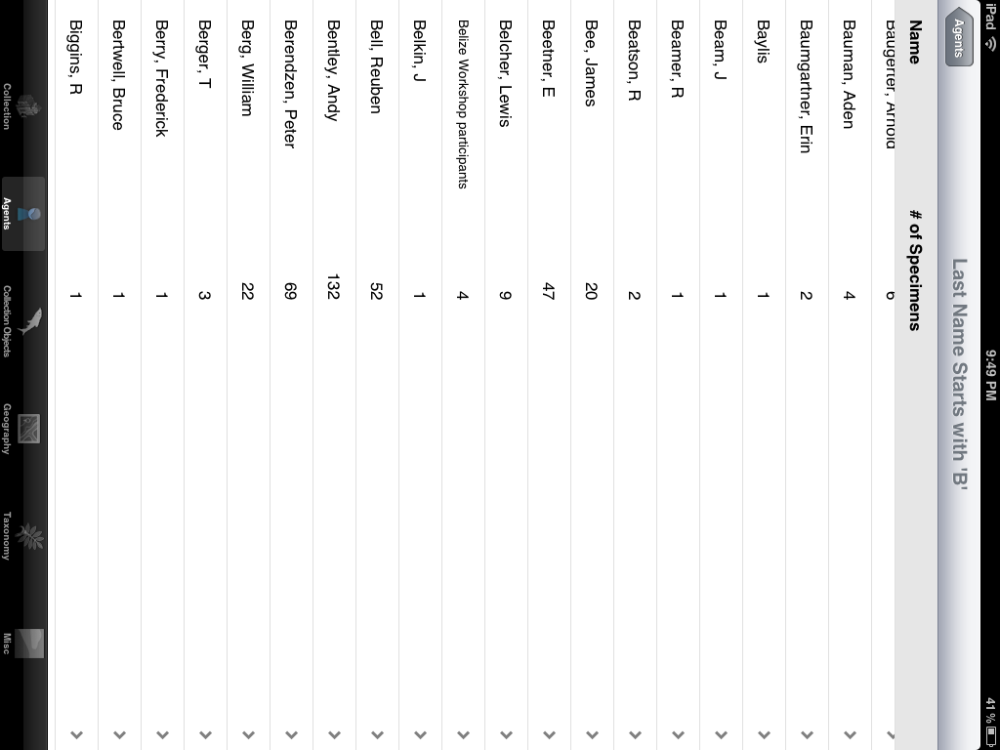 iPad 9:49 PM 41 %
Agents Last Name Starts with 'B'
Name # of Specimens
Baugerter, Arnold 6
Bauman, Aden 4
Baumgartner, Erin 2
Baylis 1
Beam, J 1
Beamer, R 1
Beatson, R 2
Bee, James 20
Beetner, E 47
Belcher, Lewis 9
Belize Workshop participants 4
Belkin, J 1
Bell, Reuben 52
Bentley, Andy 132
Berendzen, Peter 69
Berg, William 22
Berger, T 3
Berry, Frederick 1
Bertwell, Bruce 1
Biggins, R 1
Collection Agents Collection Objects Geography Taxonomy Misc